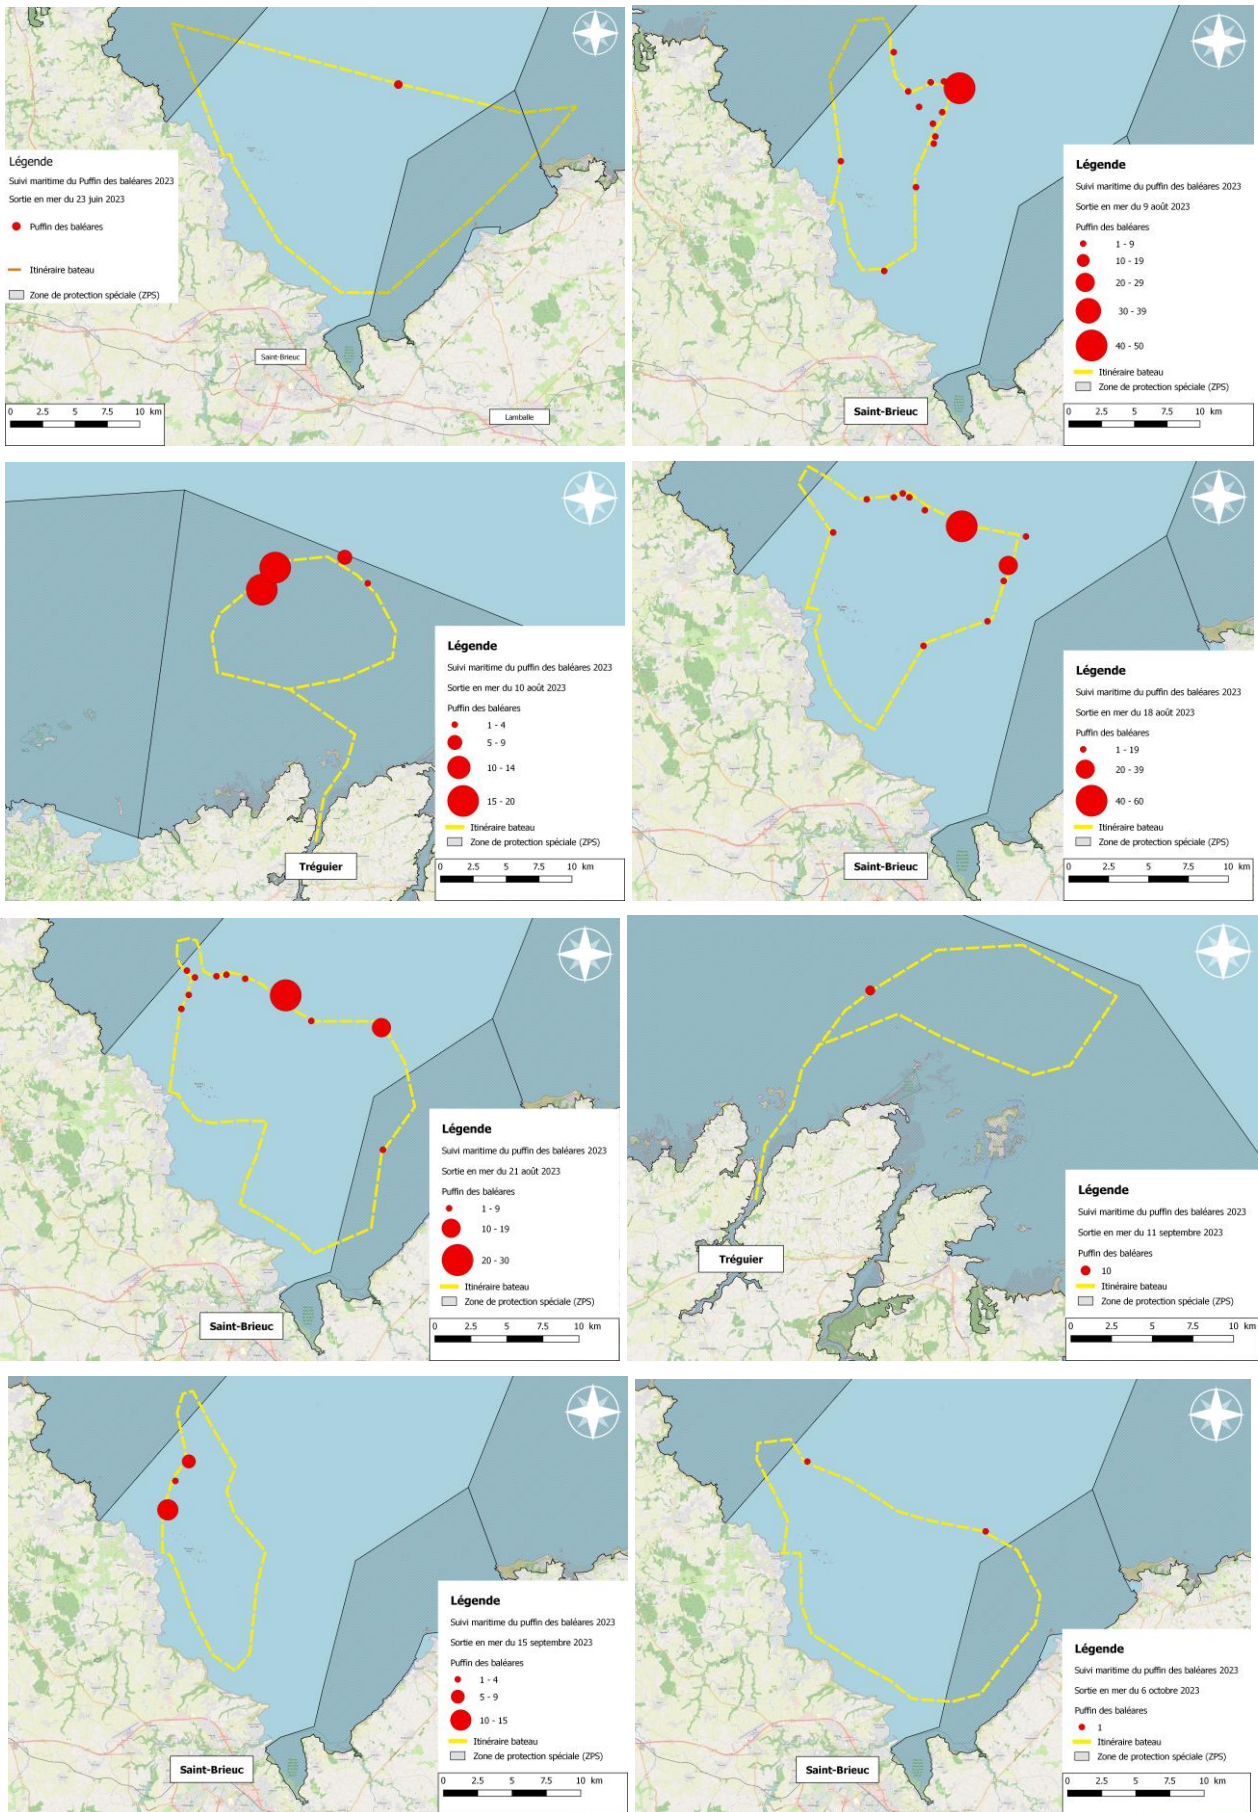 Légende
Suivi maritime du Puffin des baléares 2023
Sortie en mer du 23 juin 2023
Puffin des baléares
Itinéraire bateau
Zone de protection spéciale (ZPS)
Saint-Brieuc
Lamballe
0 2.5 5 7.5 10 km
Légende
Suivi maritime du puffin des baléares 2023
Sortie en mer du 9 août 2023
Puffin des baléares
1 - 9
10 - 19
20 - 29
30 - 39
40 - 50
Itinéraire bateau
Zone de protection spéciale (ZPS)
Saint-Brieuc
0 2.5 5 7.5 10 km
Légende
Suivi maritime du puffin des baléares 2023
Sortie en mer du 10 août 2023
Puffin des baléares
1 - 4
5 - 9
10 - 14
15 - 20
Itinéraire bateau
Zone de protection spéciale (ZPS)
Tréguier
0 2.5 5 7.5 10 km
Légende
Suivi maritime du puffin des baléares 2023
Sortie en mer du 18 août 2023
Puffin des baléares
1 - 19
20 - 39
40 - 60
Itinéraire bateau
Zone de protection spéciale (ZPS)
Saint-Brieuc
0 2.5 5 7.5 10 km
Légende
Suivi maritime du puffin des baléares 2023
Sortie en mer du 21 août 2023
Puffin des baléares
1 - 9
10 - 19
20 - 30
Itinéraire bateau
Zone de protection spéciale (ZPS)
Saint-Brieuc
0 2.5 5 7.5 10 km
Légende
Suivi maritime du puffin des baléares 2023
Sortie en mer du 11 septembre 2023
Puffin des baléares
10
Itinéraire bateau
Zone de protection spéciale (ZPS)
Tréguier
0 2.5 5 7.5 10 km
Légende
Suivi maritime du puffin des baléares 2023
Sortie en mer du 15 septembre 2023
Puffin des baléares
1 - 4
5 - 9
10 - 15
Itinéraire bateau
Zone de protection spéciale (ZPS)
Saint-Brieuc
0 2.5 5 7.5 10 km
Légende
Suivi maritime du puffin des baléares 2023
Sortie en mer du 6 octobre 2023
Puffin des baléares
1
Itinéraire bateau
Zone de protection spéciale (ZPS)
Saint-Brieuc
0 2.5 5 7.5 10 km